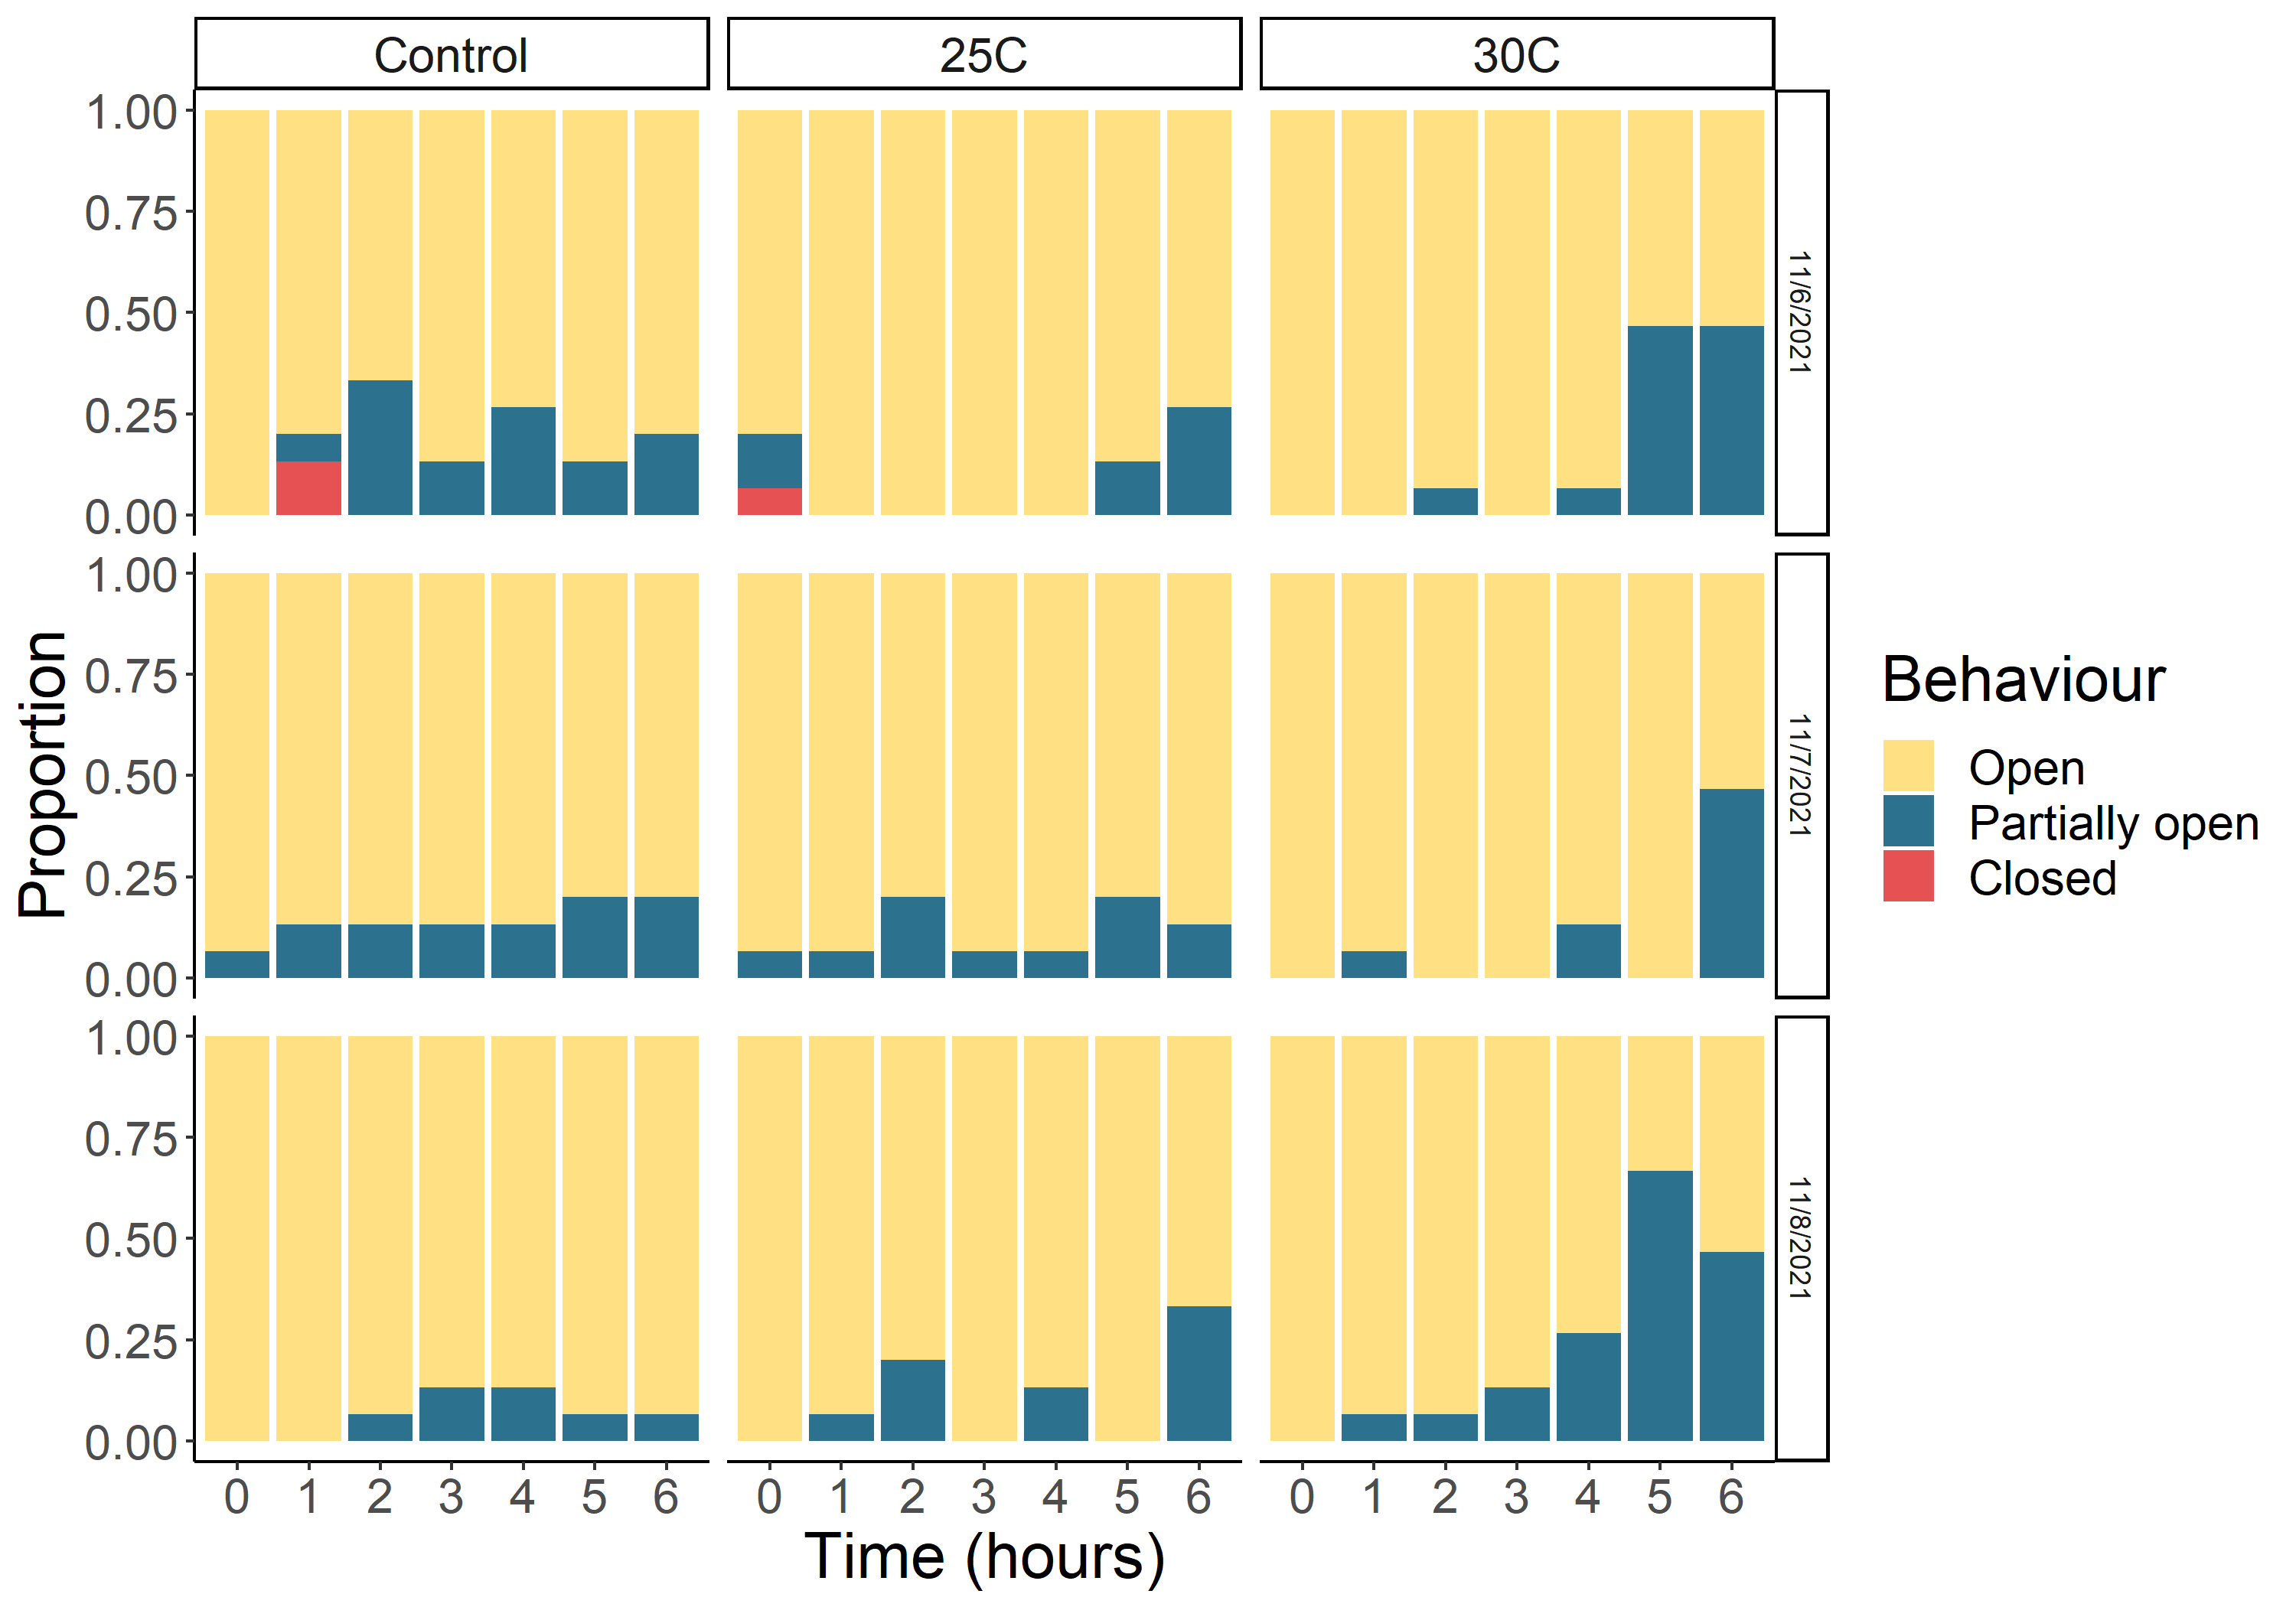 Control 25C 30C
1.00
0.75
0.50
0.25
0.00
11/6/2021
1.00
0.75
0.50
0.25
0.00
11/7/2021
1.00
0.75
0.50
0.25
0.00
11/8/2021
Proportion
0 1 2 3 4 5 6 0 1 2 3 4 5 6 0 1 2 3 4 5 6
Time (hours)
Behaviour
Open
Partially open
Closed